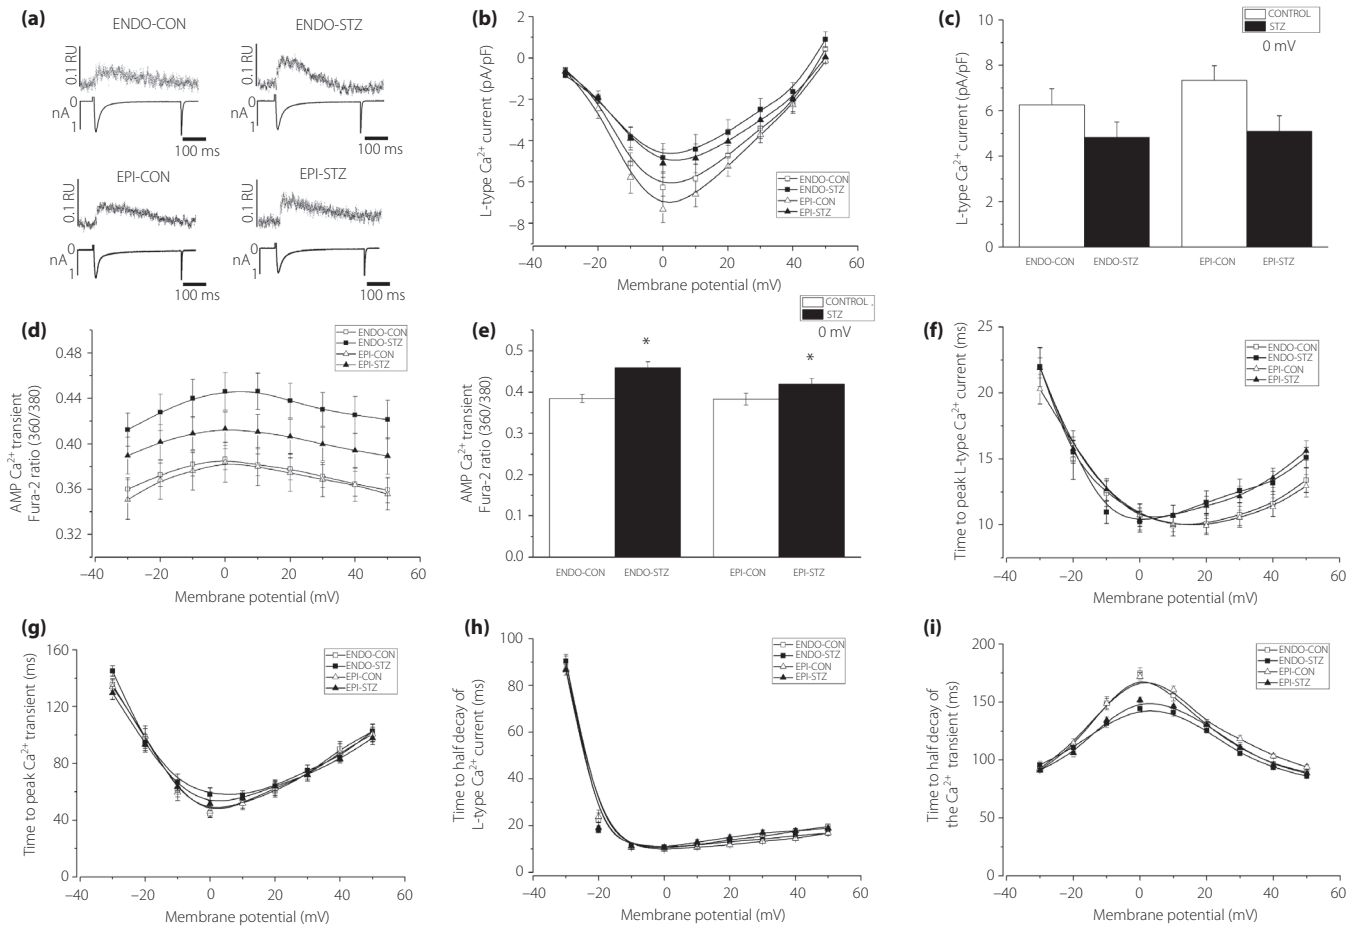 (a)
ENDO-CON
ENDO-STZ
0.1 RU
0.1 RU
0
nA
1
100 ms
0
nA
1
100 ms
EPI-CON
EPI-STZ
0.1 RU
0.1 RU
0
nA
1
100 ms
0
nA
1
100 ms
(b)
L-type Ca2+ current (pA/pF)
2
0
−2
−4
−6
−8
ENDO-CON
ENDO-STZ
EPI-CON
EPI-STZ
−40
−20
0
20
40
60
Membrane potential (mV)
(c)
CONTROL
STZ
0 mV
L-type Ca2+ current (pA/pF)
10
8
6
4
2
0
ENDO-CON
ENDO-STZ
EPI-CON
EPI-STZ
(d)
AMP Ca2+ transient
Fura-2 ratio (360/380)
0.48
0.44
0.40
0.36
0.32
ENDO-CON
ENDO-STZ
EPI-CON
EPI-STZ
−40
−20
0
20
40
60
Membrane potential (mV)
(e)
CONTROL .
STZ
0 mV
AMP Ca2+ transient
Fura-2 ratio (360/380)
0.5
0.4
0.3
0.2
0.1
0.0
*
*
ENDO-CON
ENDO-STZ
EPI-CON
EPI-STZ
(f)
Time to peak L-type Ca2+ current (ms)
25
20
15
10
ENDO-CON
ENDO-STZ
EPI-CON
EPI-STZ
−40
−20
0
20
40
60
Membrane potential (mV)
(g)
Time to peak Ca2+ transient (ms)
160
120
80
40
0
ENDO-CON
ENDO-STZ
EPI-CON
EPI-STZ
−40
−20
0
20
40
60
Membrane potential (mV)
(h)
Time to half decay of
L-type Ca2+ current (ms)
100
80
60
40
20
0
ENDO-CON
ENDO-STZ
EPI-CON
EPI-STZ
−40
−20
0
20
40
60
Membrane potential (mV)
(i)
Time to half decay of
the Ca2+ transient (ms)
200
150
100
50
0
ENDO-CON
ENDO-STZ
EPI-CON
EPI-STZ
−40
−20
0
20
40
60
Membrane potential (mV)